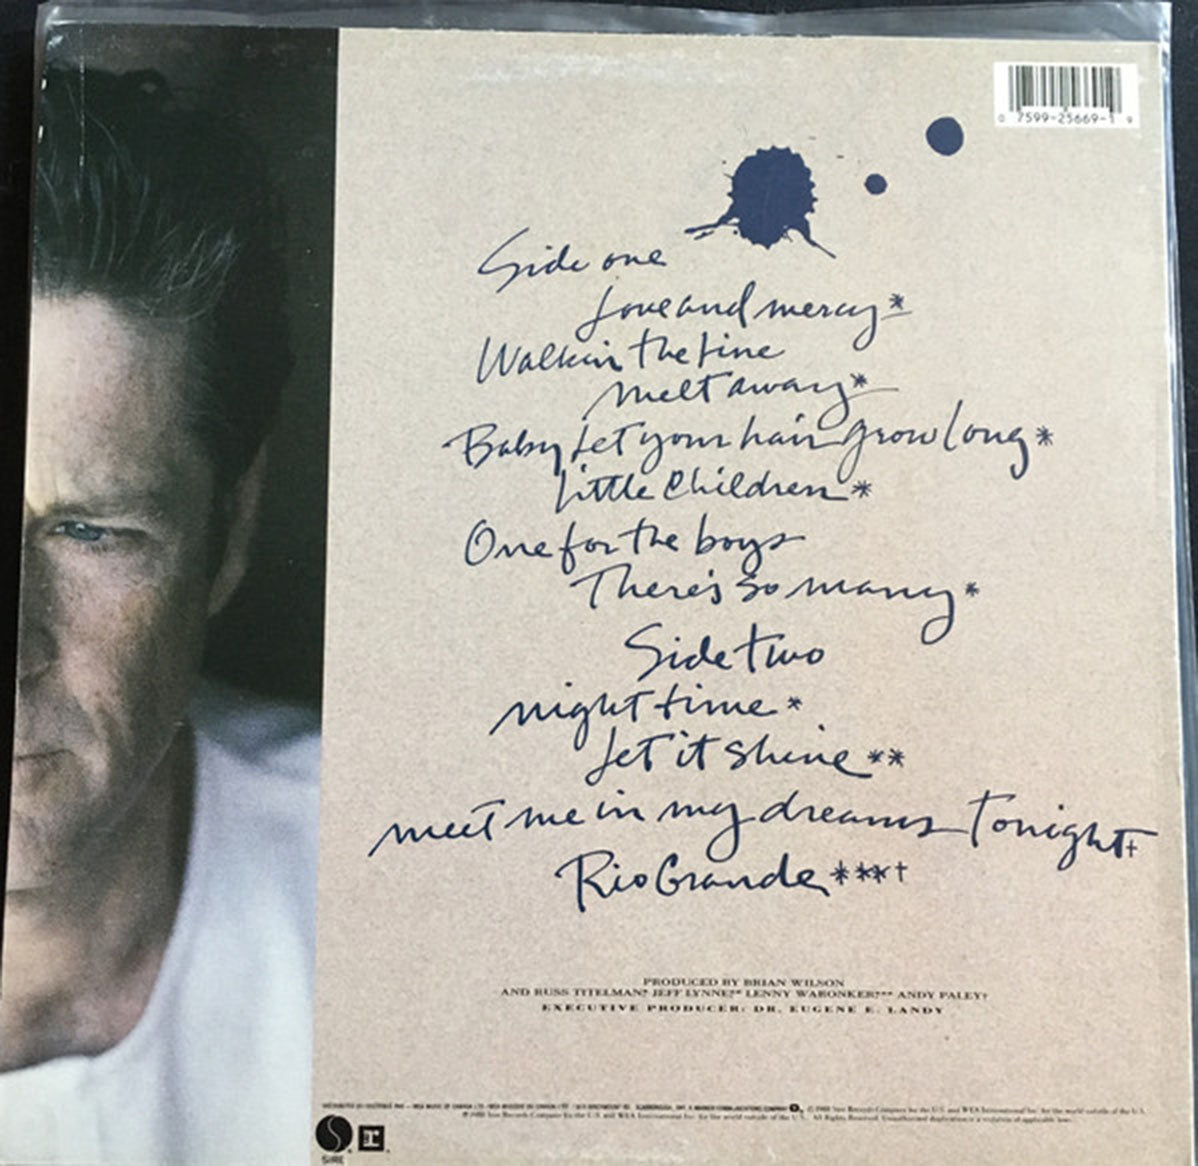 0 7599-25669-1 9
Side one
Love and mercy*
Walkin the Line
Melt away*
Baby Let your hair grow Long*
Little Children*
One for the boys
There's so many*
Side Two
night time*
Let it shine**
meet me in my dreams Tonight†
Rio Grande***†
PRODUCED BY BRIAN WILSON
AND RUSS TITELMAN* JEFF LYNNE** LENNY WARONKER*** ANDY PALEY†
EXECUTIVE PRODUCER: DR. EUGENE E. LANDY
SIRE
r